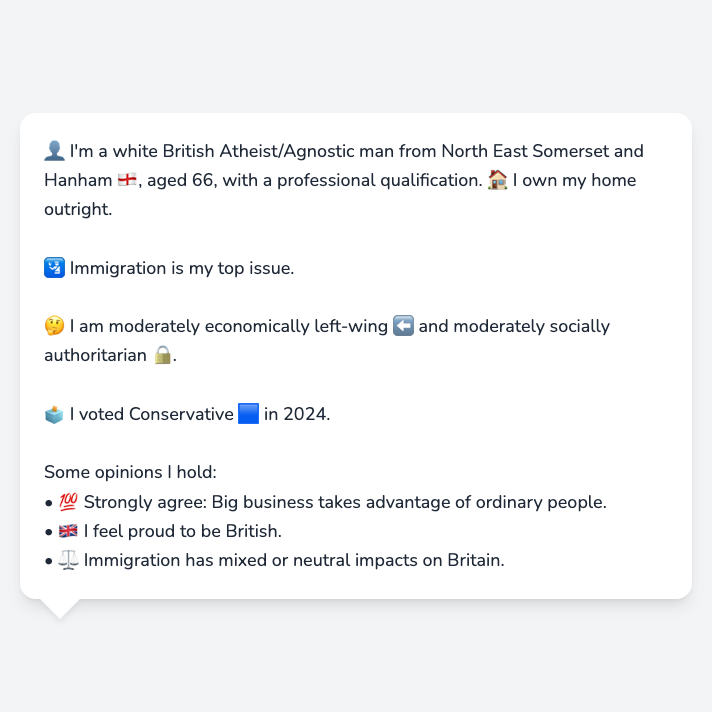 👤 I'm a white British Atheist/Agnostic man from North East Somerset and
Hanham 🏴󠁧󠁢󠁥󠁮󠁧󠁿, aged 66, with a professional qualification. 🏠 I own my home
outright.
🛂 Immigration is my top issue.
🤔 I am moderately economically left-wing ⬅️ and moderately socially
authoritarian 🔒.
🗳️ I voted Conservative 🟦 in 2024.
Some opinions I hold:
• 💯 Strongly agree: Big business takes advantage of ordinary people.
• 🇬🇧 I feel proud to be British.
• ⚖️ Immigration has mixed or neutral impacts on Britain.